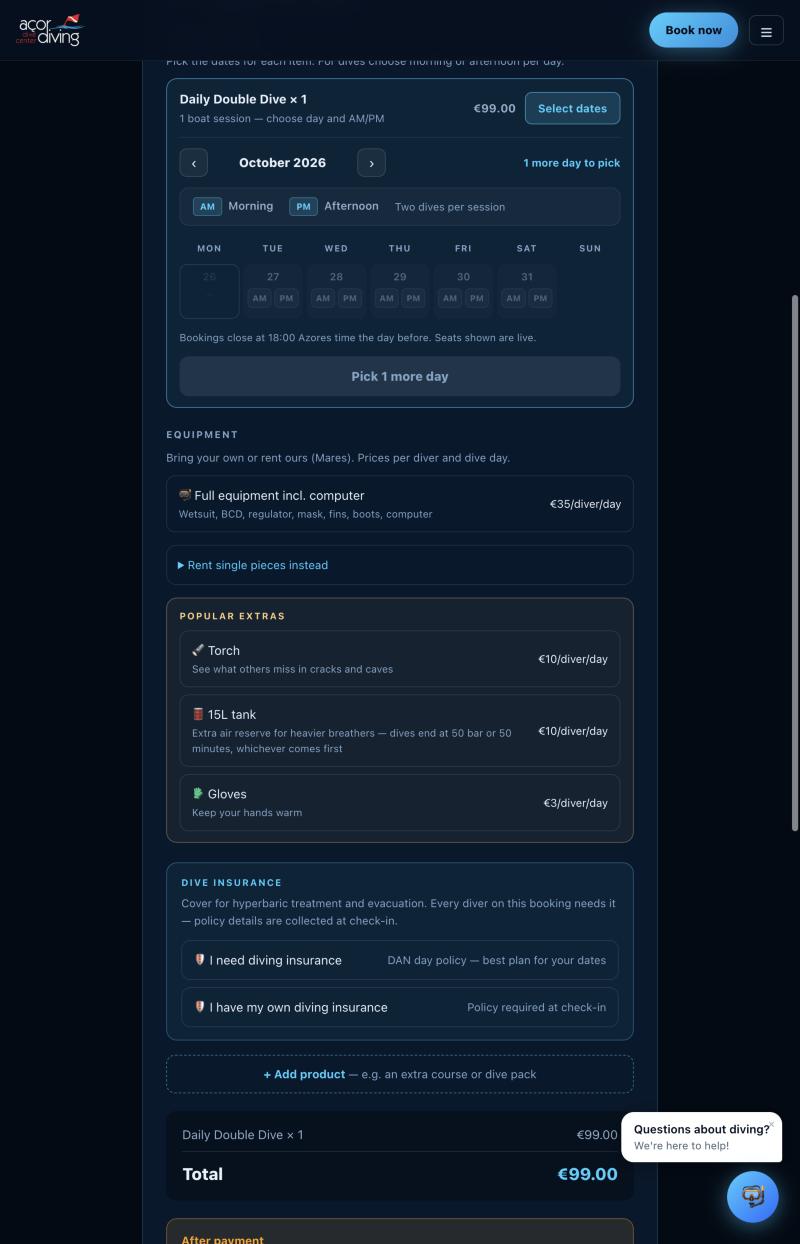 açor
diving
dive
center
Book now
Pick the dates for each item. For dives choose morning or afternoon per day.
Daily Double Dive × 1
1 boat session — choose day and AM/PM
€99.00
Select dates
‹
October 2026
›
1 more day to pick
AM Morning PM Afternoon Two dives per session
MON TUE WED THU FRI SAT SUN
26 27 28 29 30 31
AM PM AM PM AM PM AM PM AM PM
Bookings close at 18:00 Azores time the day before. Seats shown are live.
Pick 1 more day
EQUIPMENT
Bring your own or rent ours (Mares). Prices per diver and dive day.
Full equipment incl. computer
Wetsuit, BCD, regulator, mask, fins, boots, computer
€35/diver/day
Rent single pieces instead
POPULAR EXTRAS
Torch
See what others miss in cracks and caves
€10/diver/day
15L tank
Extra air reserve for heavier breathers — dives end at 50 bar or 50
minutes, whichever comes first
€10/diver/day
Gloves
Keep your hands warm
€3/diver/day
DIVE INSURANCE
Cover for hyperbaric treatment and evacuation. Every diver on this booking needs it
— policy details are collected at check-in.
I need diving insurance DAN day policy — best plan for your dates
I have my own diving insurance Policy required at check-in
+ Add product — e.g. an extra course or dive pack
Daily Double Dive × 1 €99.00
Total €99.00
Questions about diving? ×
We're here to help!
After payment